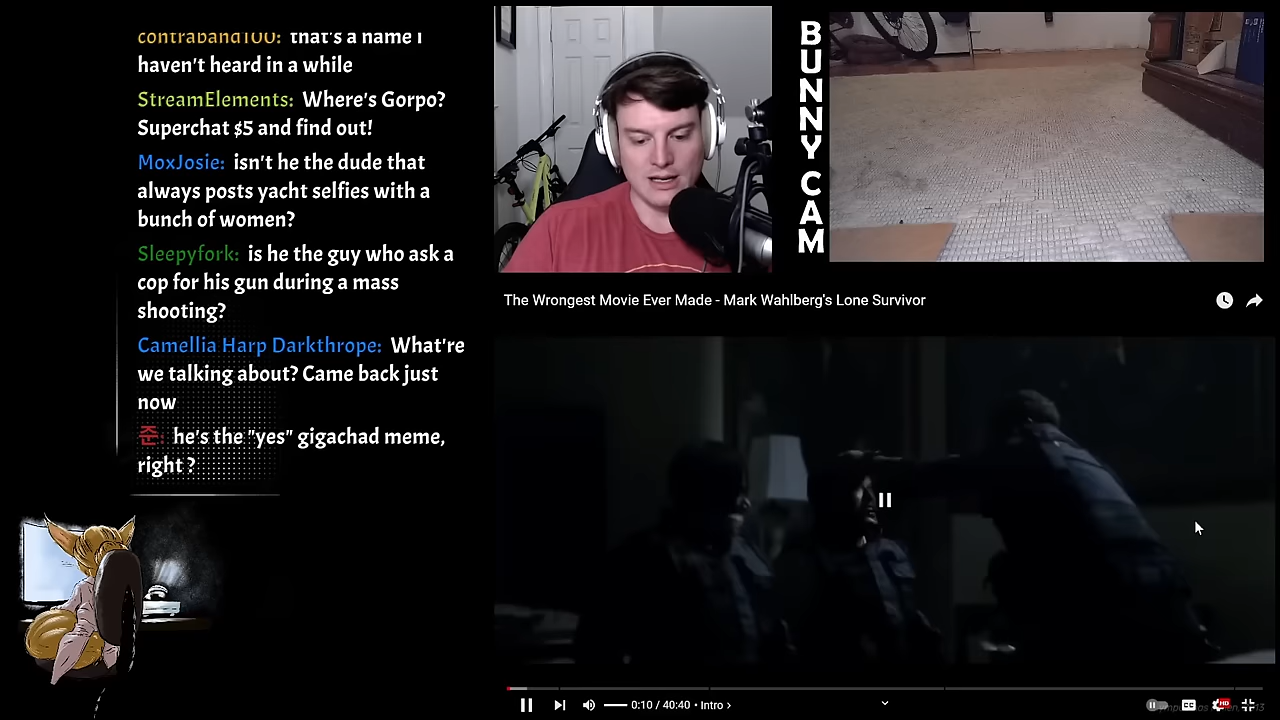 contraband100: that's a name I
haven't heard in a while
StreamElements: Where's Gorpo?
Superchat $5 and find out!
MoxJosie: isn't he the dude that
always posts yacht selfies with a
bunch of women?
Sleepyfork: is he the guy who ask a
cop for his gun during a mass
shooting?
Camellia Harp Darkthrope: What're
we talking about? Came back just
now
준: he's the "yes" gigachad meme,
right ?
BUNNY CAM
The Wrongest Movie Ever Made - Mark Wahlberg's Lone Survivor
0:10 / 40:40 • Intro ›
CC
HD